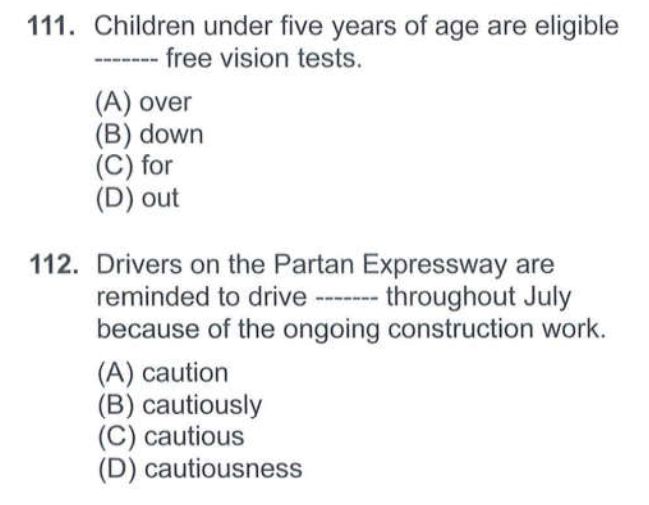 111. Children under five years of age are eligible
------- free vision tests.
(A) over
(B) down
(C) for
(D) out
112. Drivers on the Partan Expressway are
reminded to drive ------- throughout July
because of the ongoing construction work.
(A) caution
(B) cautiously
(C) cautious
(D) cautiousness